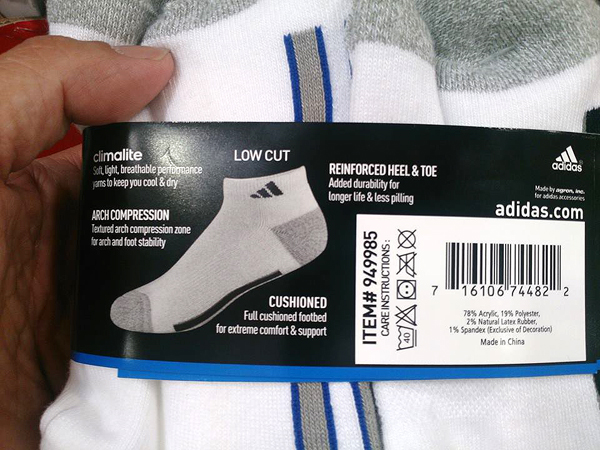 climalite
Soft, light, breathable performance
yarns to keep you cool & dry
LOW CUT
ARCH COMPRESSION
Textured arch compression zone
for arch and foot stability
REINFORCED HEEL & TOE
Added durability for
longer life & less pilling
CUSHIONED
Full cushioned footbed
for extreme comfort & support
adidas
Made by agron, inc.
for adidas accessories
adidas.com
ITEM# 949985
CARE INSTRUCTIONS:
40
7 16106 74482 2
78% Acrylic, 19% Polyester,
2% Natural Latex Rubber,
1% Spandex (Exclusive of Decoration)
Made in China